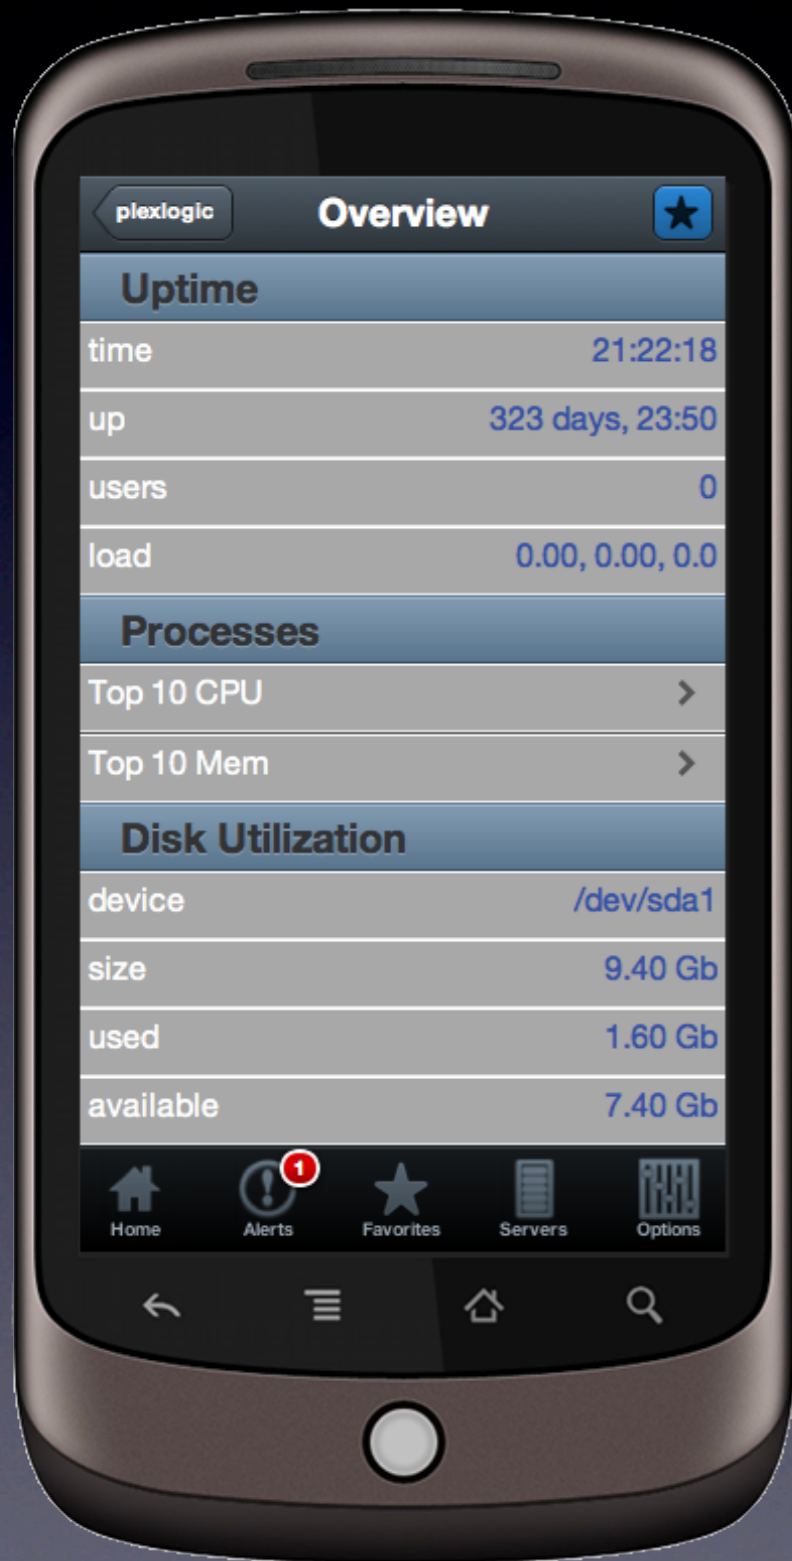 plexlogic Overview
Uptime
time 21:22:18
up 323 days, 23:50
users 0
load 0.00, 0.00, 0.0
Processes
Top 10 CPU
Top 10 Mem
Disk Utilization
device /dev/sda1
size 9.40 Gb
used 1.60 Gb
available 7.40 Gb
1
Home Alerts Favorites Servers Options